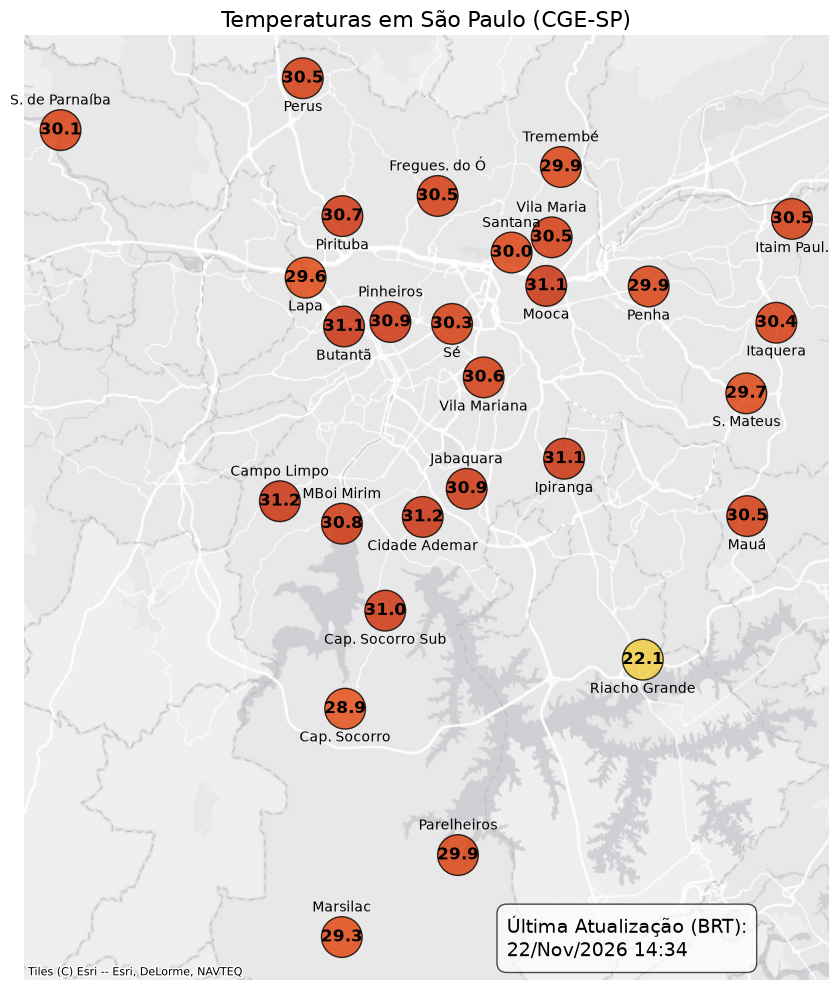 Temperaturas em São Paulo (CGE-SP)
30.5
Perus
S. de Parnaíba
30.1
Tremembé
29.9
Fregues. do Ó
30.5
30.7
Pirituba
Vila Maria
30.5
Santana
30.0
30.5
Itaim Paul.
29.6
Lapa
31.1
Mooca
29.9
Penha
Pinheiros
30.9
31.1
Butantã
30.3
Sé
30.4
Itaquera
30.6
Vila Mariana
29.7
S. Mateus
31.1
Ipiranga
Jabaquara
30.9
Campo Limpo
31.2
MBoi Mirim
30.8
31.2
Cidade Ademar
30.5
Mauá
31.0
Cap. Socorro Sub
22.1
Riacho Grande
28.9
Cap. Socorro
Parelheiros
29.9
Marsilac
29.3
Última Atualização (BRT):
22/Nov/2026 14:34
Tiles (C) Esri -- Esri, DeLorme, NAVTEQ